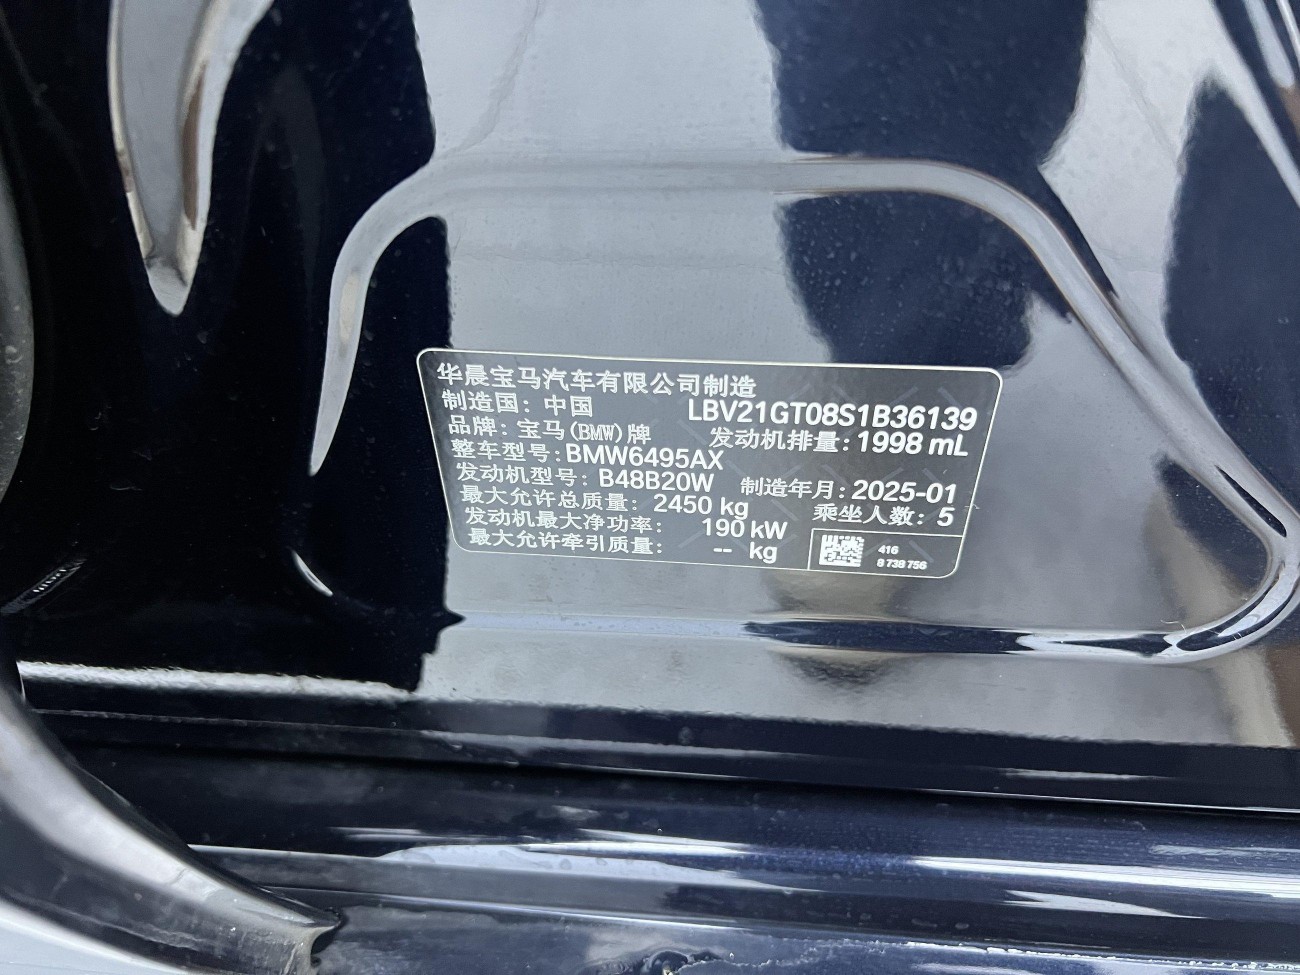 华晨宝马汽车有限公司制造
制造国：中国 LBV21GT08S1B36139
品牌：宝马(BMW)牌 发动机排量：1998 mL
整车型号：BMW6495AX
发动机型号：B48B20W 制造年月：2025-01
最大允许总质量：2450 kg 乘坐人数：5
发动机最大净功率：190 kW
最大允许牵引质量：-- kg
416
8 738 756